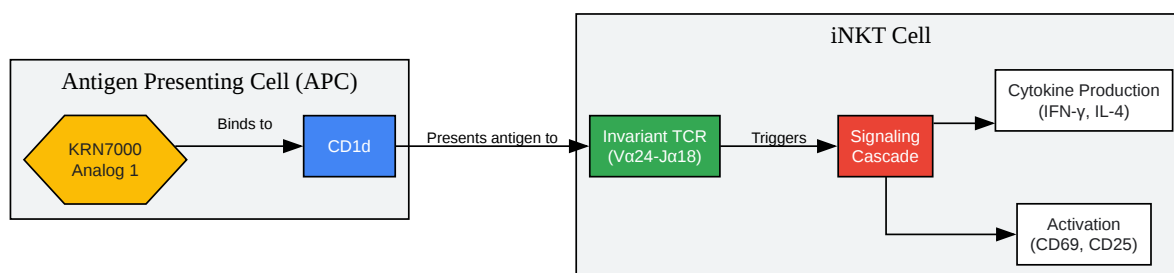 Antigen Presenting Cell (APC)
KRN7000
Analog 1
Binds to
CD1d
Presents antigen to
iNKT Cell
Invariant TCR
(Vα24-Jα18)
Triggers
Signaling
Cascade
Cytokine Production
(IFN-γ, IL-4)
Activation
(CD69, CD25)